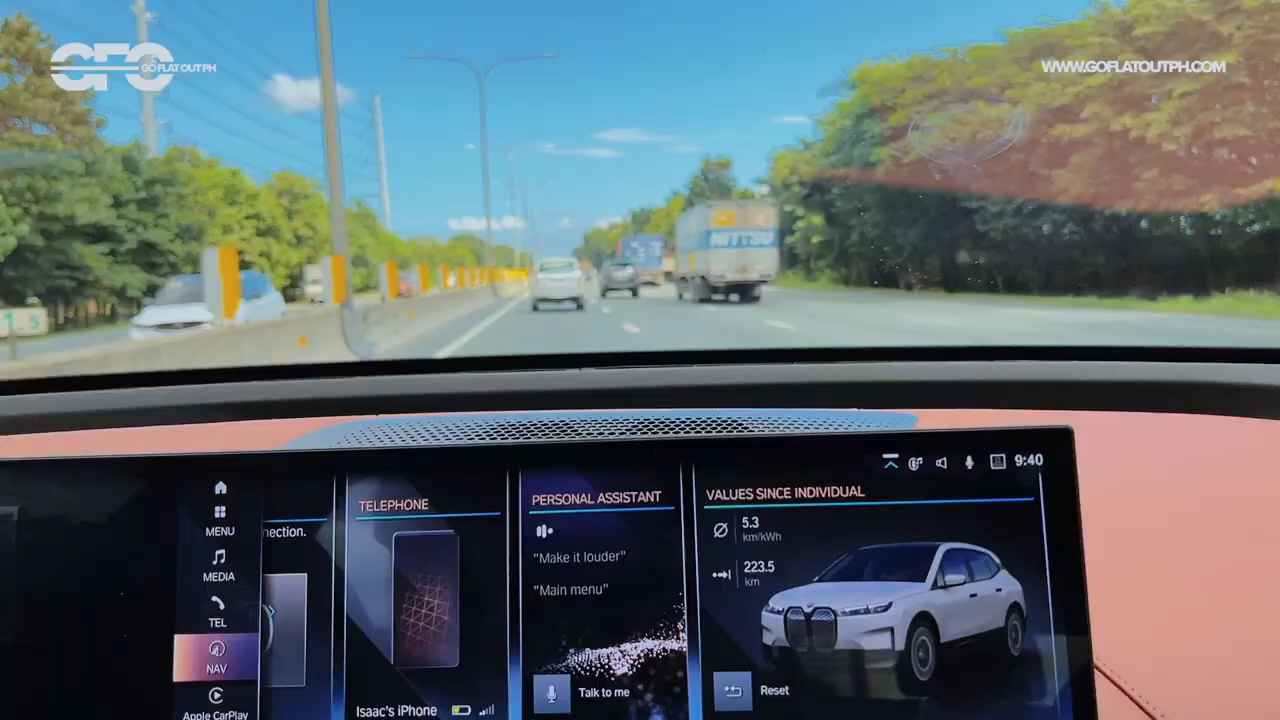 GFO
GO FLAT OUT PH
WWW.GOFLATOUTPH.COM
NITTSU
9:40
MENU
MEDIA
TEL
NAV
Apple CarPlay
nection.
TELEPHONE
Isaac's iPhone
PERSONAL ASSISTANT
"Make it louder"
"Main menu"
Talk to me
VALUES SINCE INDIVIDUAL
5.3
km/kWh
223.5
km
Reset